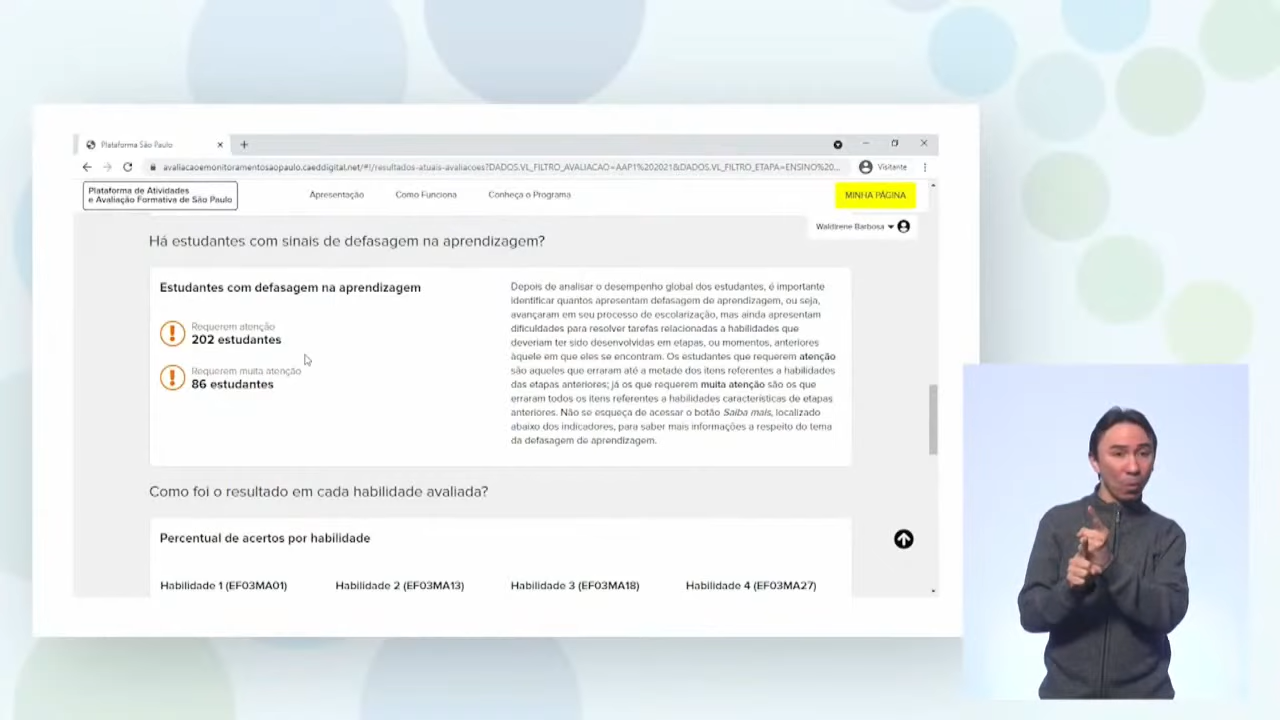 Plataforma São Paulo
avaliacaoemonitoramentosaopaulo.caeddigital.net/#!/resultados-atuais-avaliacoes?DADOS.VL_FILTRO_AVALIACAO=AAP1%202021&DADOS.VL_FILTRO_ETAPA=ENSINO%20...
Visitante
Plataforma de Atividades
e Avaliação Formativa de São Paulo
Apresentação
Como Funciona
Conheça o Programa
MINHA PÁGINA
Waldirene Barbosa
Há estudantes com sinais de defasagem na aprendizagem?
Estudantes com defasagem na aprendizagem
Requerem atenção
202 estudantes
Requerem muita atenção
86 estudantes
Depois de analisar o desempenho global dos estudantes, é importante
identificar quantos apresentam defasagem de aprendizagem, ou seja,
avançaram em seu processo de escolarização, mas ainda apresentam
dificuldades para resolver tarefas relacionadas a habilidades que
deveriam ter sido desenvolvidas em etapas, ou momentos, anteriores
àquele em que eles se encontram. Os estudantes que requerem atenção
são aqueles que erraram até a metade dos itens referentes a habilidades
das etapas anteriores; já os que requerem muita atenção são os que
erraram todos os itens referentes a habilidades características de etapas
anteriores. Não se esqueça de acessar o botão Saiba mais, localizado
abaixo dos indicadores, para saber mais informações a respeito do tema
da defasagem de aprendizagem.
Como foi o resultado em cada habilidade avaliada?
Percentual de acertos por habilidade
Habilidade 1 (EF03MA01)
Habilidade 2 (EF03MA13)
Habilidade 3 (EF03MA18)
Habilidade 4 (EF03MA27)